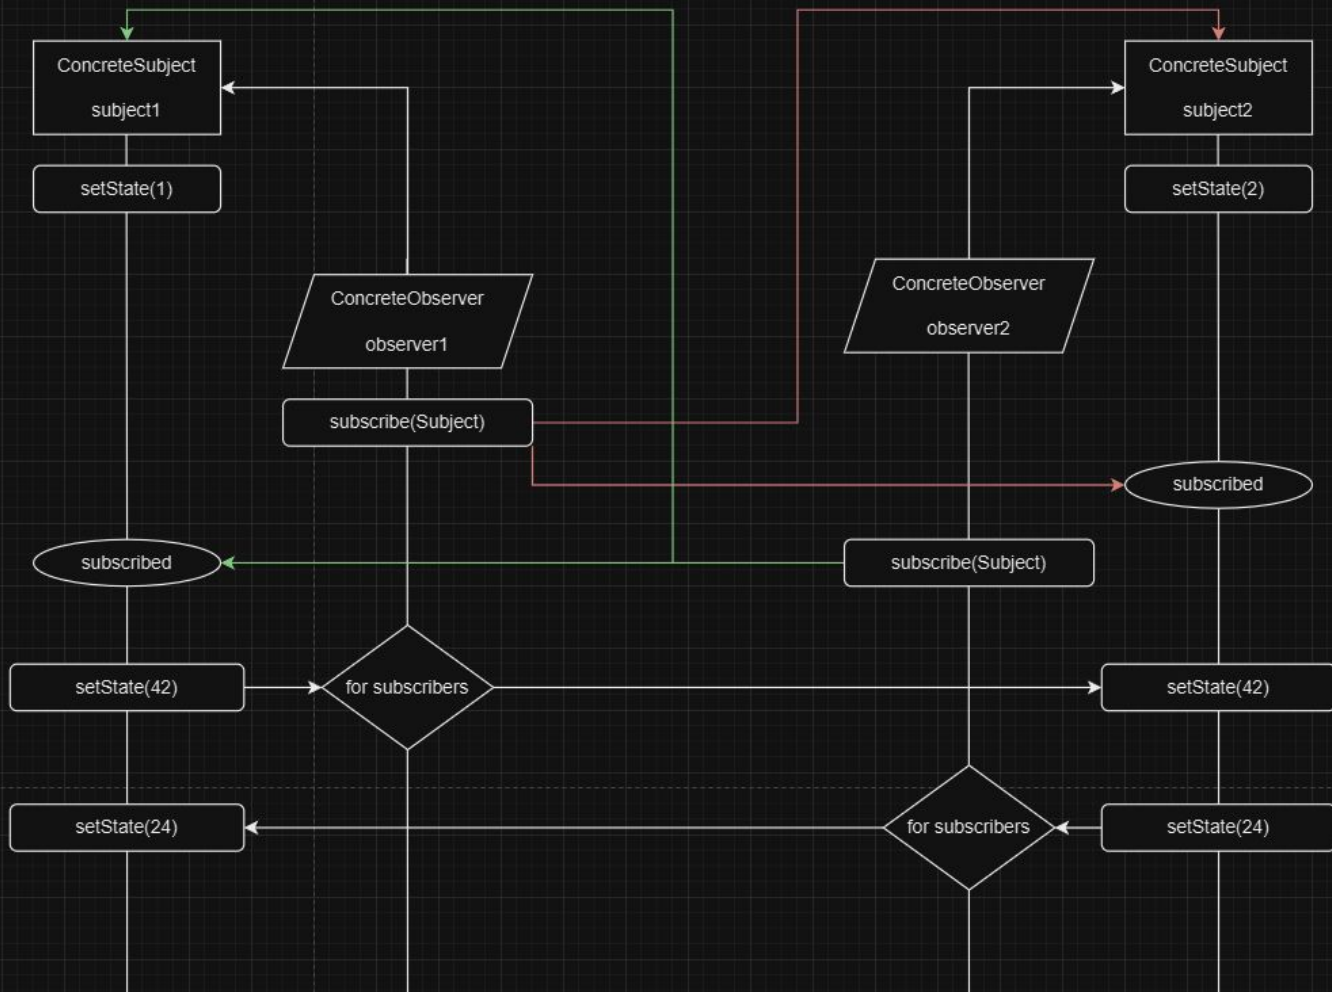 ConcreteSubject
subject1
ConcreteSubject
subject2
setState(1)
setState(2)
ConcreteObserver
observer1
ConcreteObserver
observer2
subscribe(Subject)
subscribed
subscribed
subscribe(Subject)
setState(42)
for subscribers
setState(42)
setState(24)
for subscribers
setState(24)